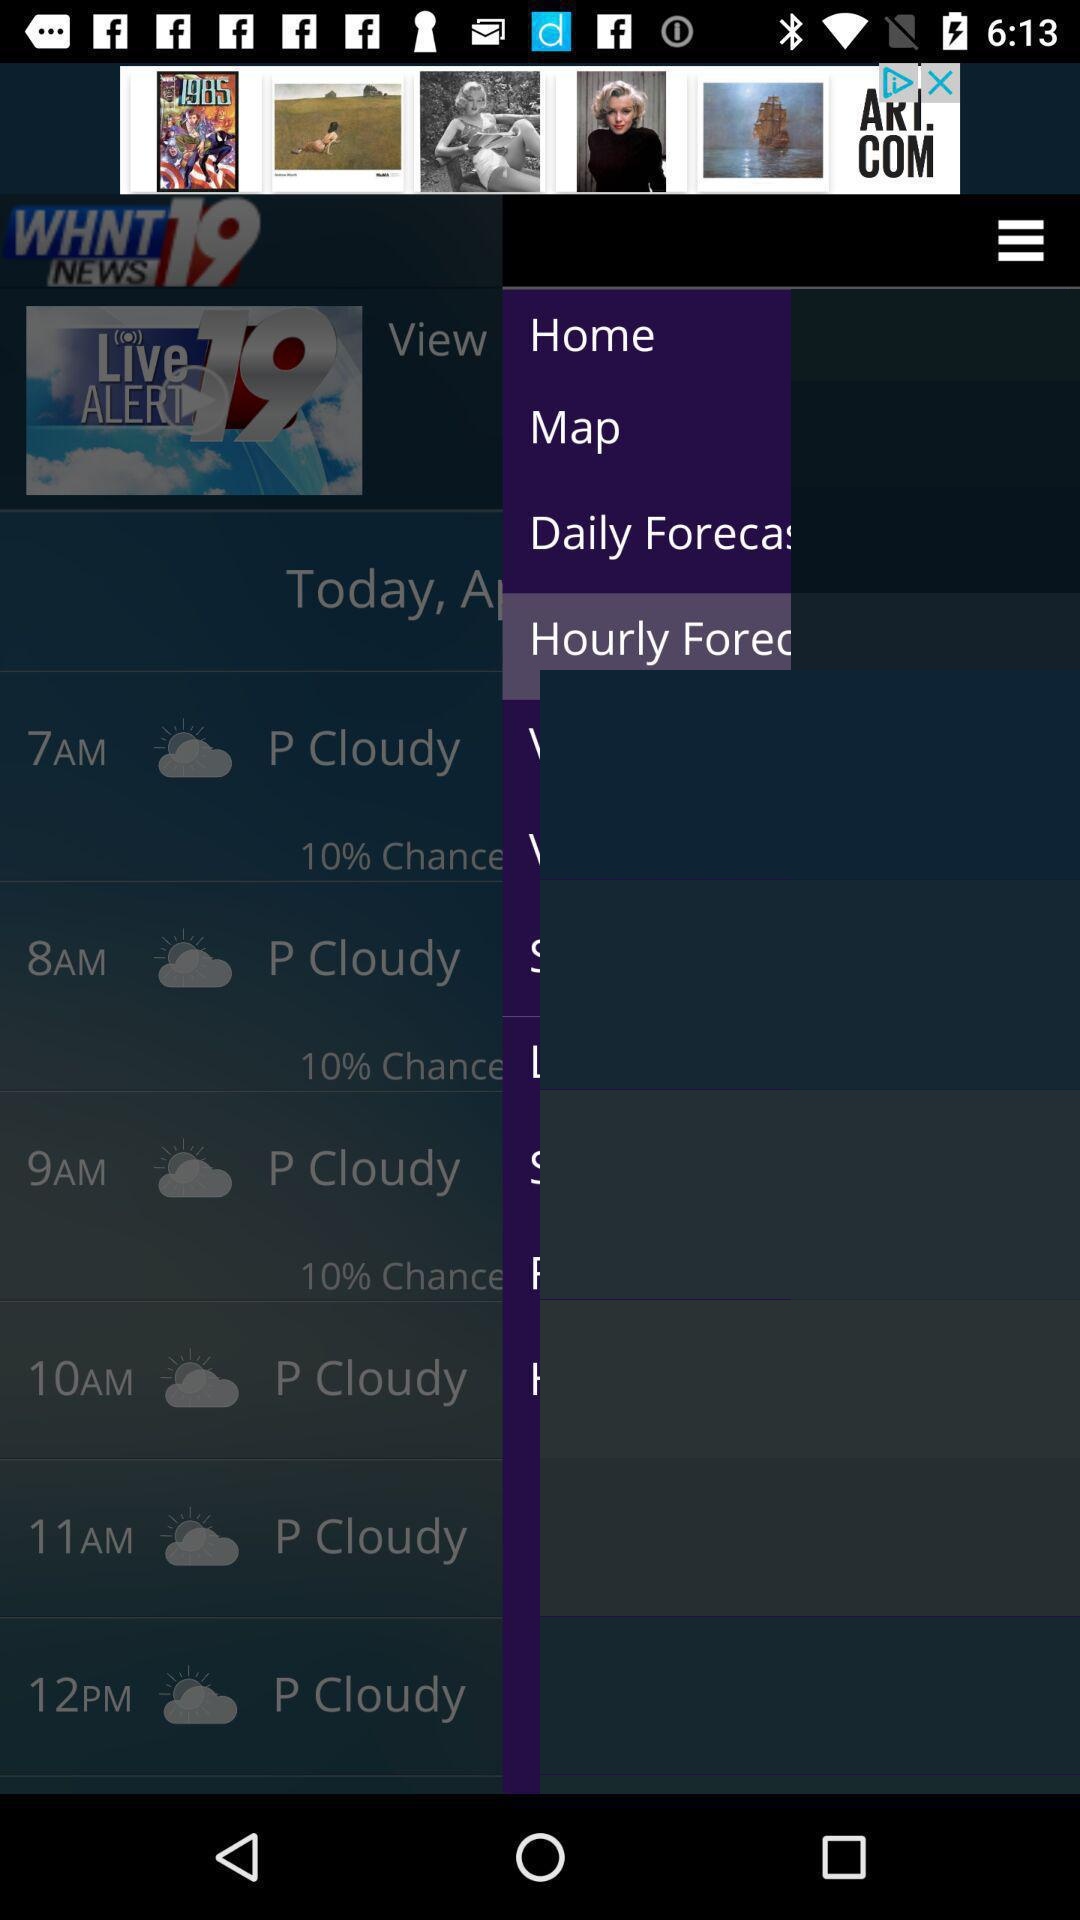 6:13
1985
ART.
COM
WHNT 19
NEWS
Live 19
ALERT
View
Home
Map
Daily Forecas
Hourly Forec
Today, Ap
V
V
S
L
S
F
H
7AM P Cloudy
10% Chance
8AM P Cloudy
10% Chance
9AM P Cloudy
10% Chance
10AM P Cloudy
11AM P Cloudy
12PM P Cloudy